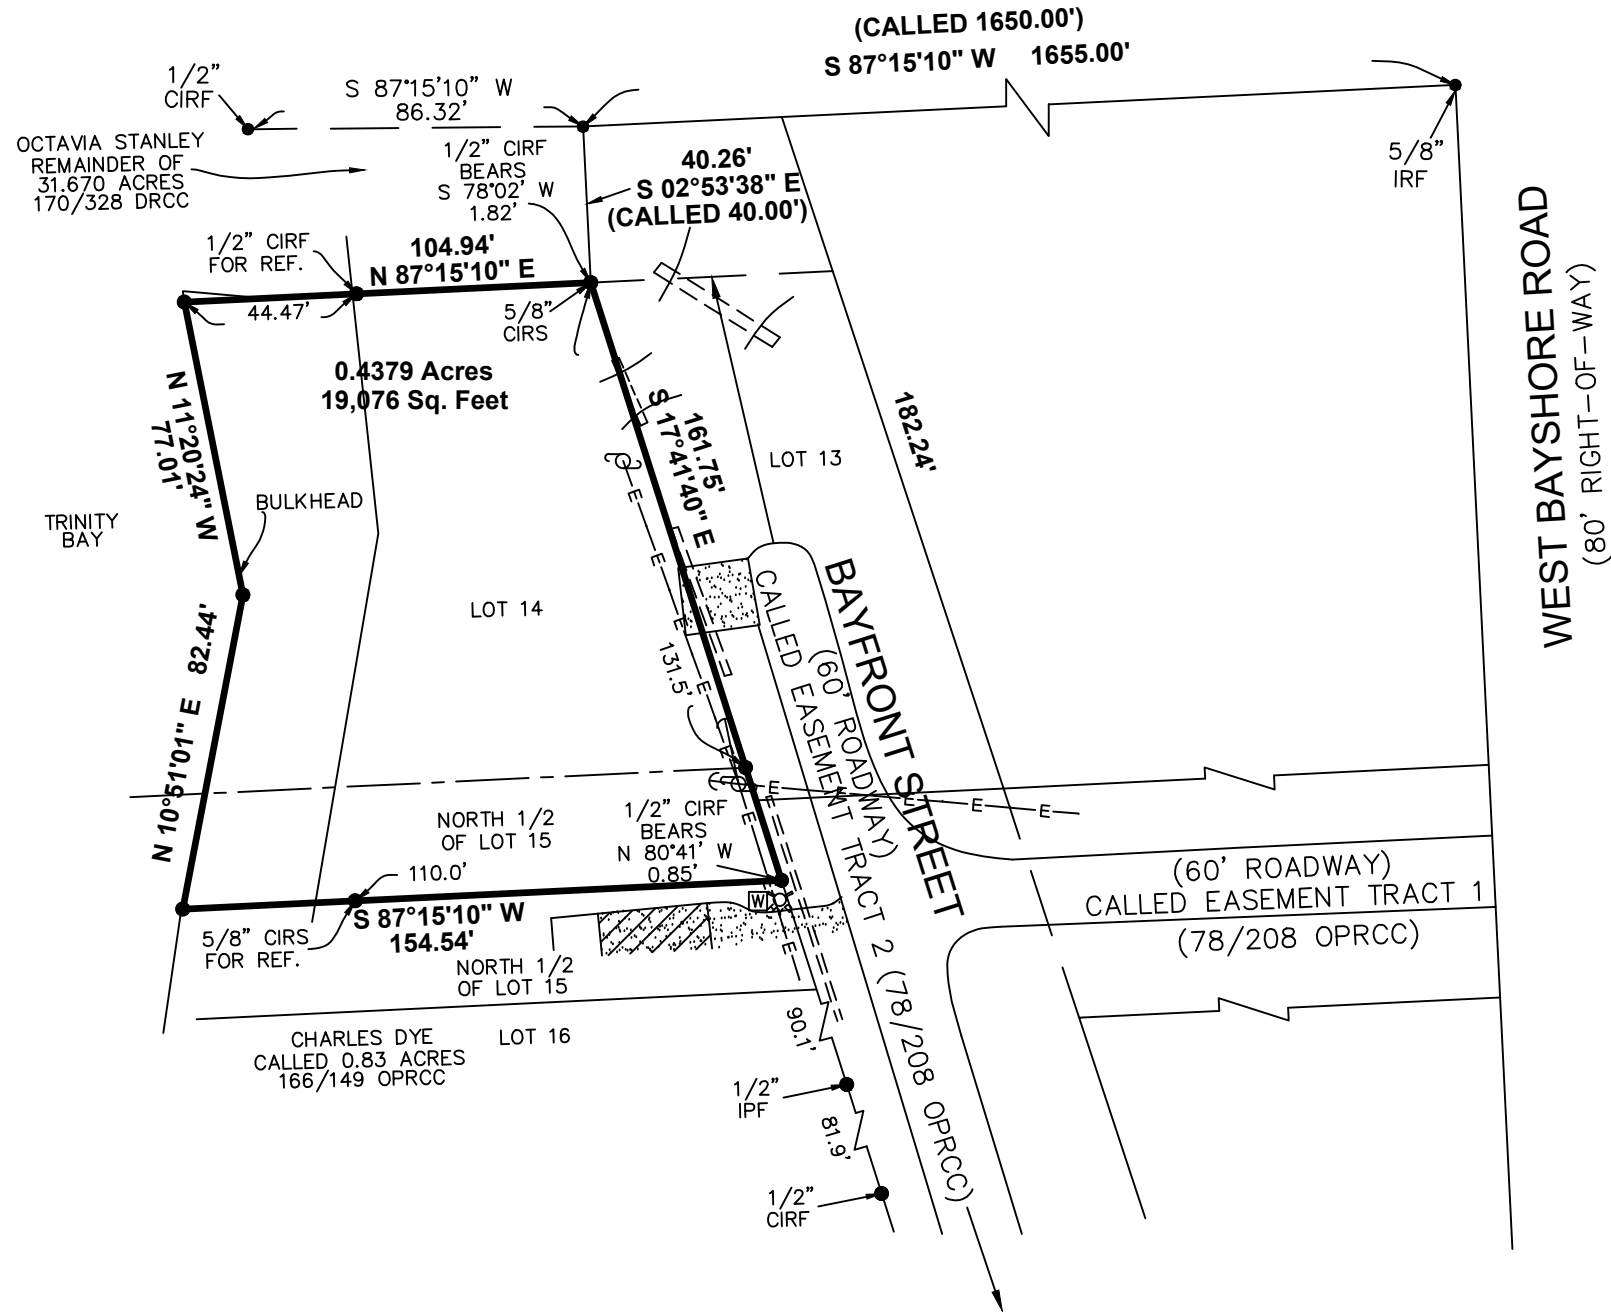 (CALLED 1650.00')
S 87°15'10" W 1655.00'
1/2"
CIRF
S 87°15'10" W
86.32'
OCTAVIA STANLEY
REMAINDER OF
31.670 ACRES
170/328 DRCC
1/2" CIRF
BEARS
S 78°02' W
1.82'
40.26'
S 02°53'38" E
(CALLED 40.00')
5/8"
IRF
WEST BAYSHORE ROAD
(80' RIGHT-OF-WAY)
1/2" CIRF
FOR REF.
104.94'
N 87°15'10" E
44.47'
5/8"
CIRS
0.4379 Acres
19,076 Sq. Feet
N 11°20'24" W
77.01'
161.75'
S 17°41'40" E
182.24'
LOT 13
BULKHEAD
TRINITY
BAY
E
E
E
E
E
E
E
E
LOT 14
131.5'
BAYFRONT STREET
(60' ROADWAY)
CALLED EASEMENT TRACT 2 (78/208 OPRCC)
N 10°51'01" E 82.44'
E
E
E
E
E
NORTH 1/2
OF LOT 15
1/2" CIRF
BEARS
N 80°41' W
0.85'
110.0'
(60' ROADWAY)
CALLED EASEMENT TRACT 1
(78/208 OPRCC)
S 87°15'10" W
154.54'
W
5/8" CIRS
FOR REF.
NORTH 1/2
OF LOT 15
CHARLES DYE
CALLED 0.83 ACRES
166/149 OPRCC
LOT 16
90.1'
1/2"
IPF
81.9'
1/2"
CIRF